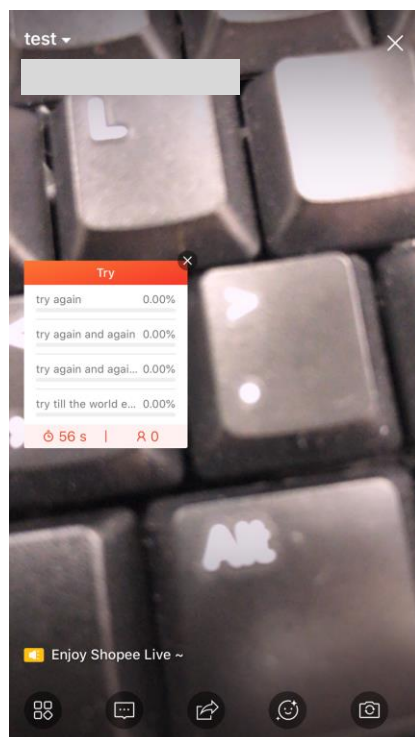 test
L
Try
try again 0.00%
try again and again 0.00%
try again and agai... 0.00%
try till the world e... 0.00%
56 s | 0
>
.
Alt
Enjoy Shopee Live ~